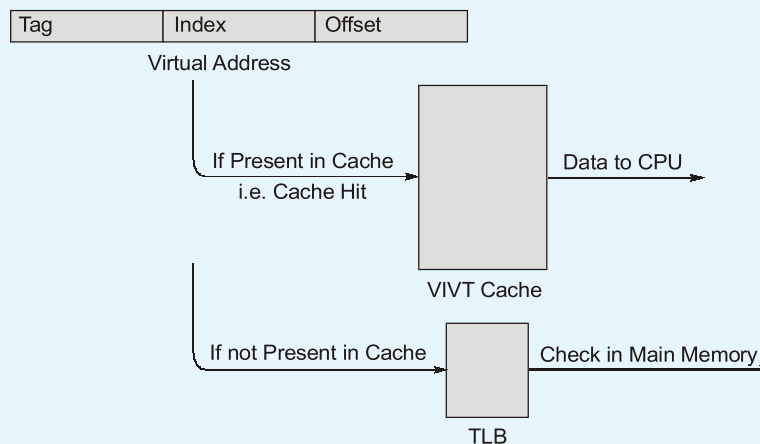 Tag Index Offset
Virtual Address
If Present in Cache
i.e. Cache Hit
Data to CPU
VIVT Cache
If not Present in Cache
Check in Main Memory
TLB